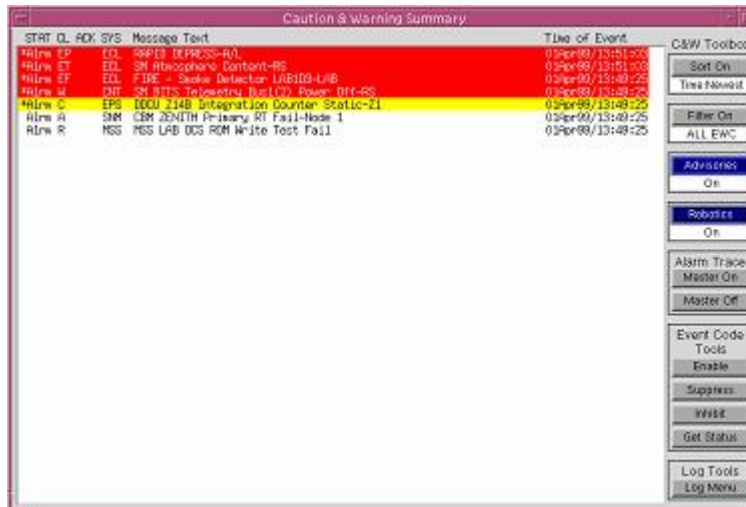 Caution & Warning Summary
STAT CL ACK SYS Message Text Time of Event
*Alrm EP ECL RAPID DEPRESS-A/L 01Apr99/13:51:03
*Alrm ET ECL SM Atmosphere Content-RS 01Apr99/13:51:03
*Alrm EF ECL FIRE - Smoke Detector LAB1D3-LAB 01Apr99/13:49:25
*Alrm W CNT SM BITS Telemetry Bus1(2) Power Off-RS 01Apr99/13:49:25
*Alrm C EPS DDCU Z14B Integration Counter Static-Z1 01Apr99/13:49:25
Alrm A SNM CBM ZENITH Primary RT Fail-Node 1 01Apr99/13:49:25
Alrm R MSS MSS LAB OCS ROM Write Test Fail 01Apr99/13:49:25
C&W Toolbox
Sort On
Time Newest
Filter On
ALL EWC
Advisories
On
Robotics
On
Alarm Trace
Master On
Master Off
Event Code
Tools
Enable
Suppress
Inhibit
Get Status
Log Tools
Log Menu